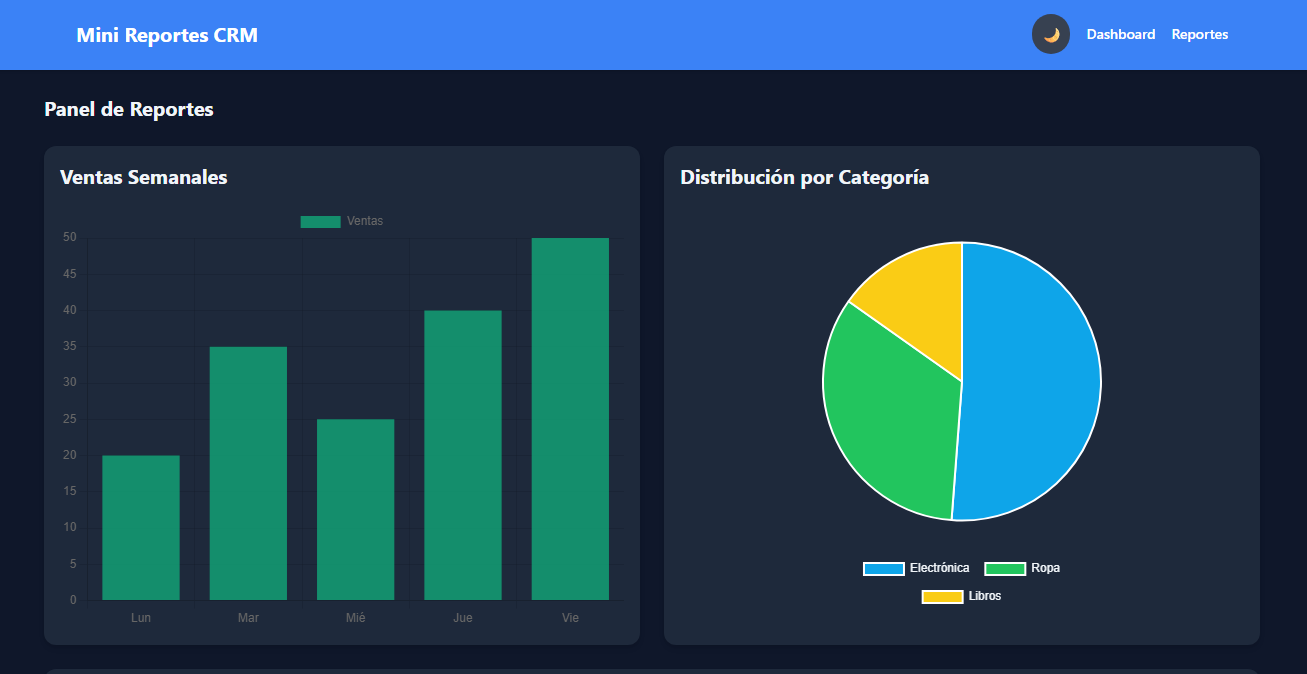 Mini Reportes CRM
🌙 Dashboard Reportes
Panel de Reportes
Ventas Semanales
Ventas
50
45
40
35
30
25
20
15
10
5
0
Lun Mar Mié Jue Vie
Distribución por Categoría
Electrónica Ropa
Libros